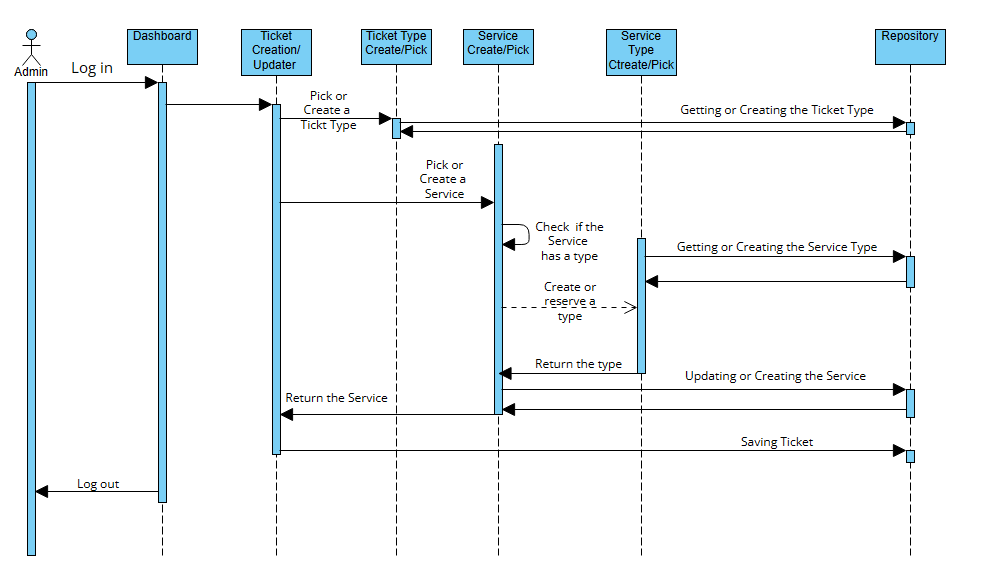 Admin
Log in
Dashboard
Ticket
Creation/
Updater
Ticket Type
Create/Pick
Service
Create/Pick
Service
Type
Ctreate/Pick
Repository
Pick or
Create a
Tickt Type
Getting or Creating the Ticket Type
Pick or
Create a
Service
Check if the
Service
has a type
Getting or Creating the Service Type
Create or
reserve a
type
Return the type
Updating or Creating the Service
Return the Service
Saving Ticket
Log out